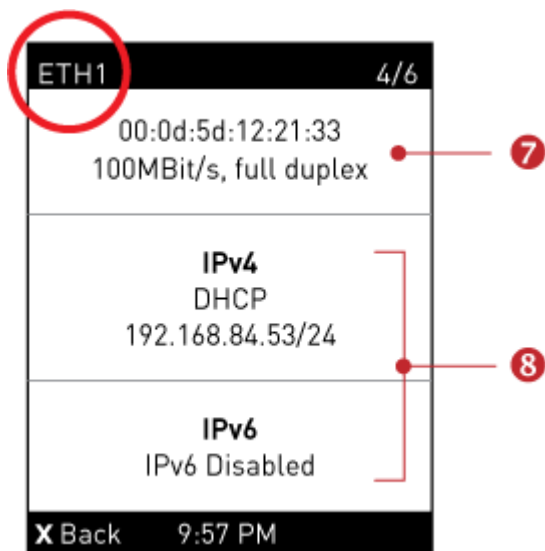 ETH1 4/6
00:0d:5d:12:21:33
100MBit/s, full duplex
7
IPv4
DHCP
192.168.84.53/24
8
IPv6
IPv6 Disabled
X Back 9:57 PM